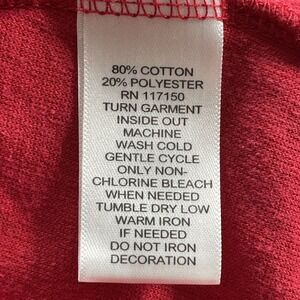 80% COTTON
20% POLYESTER
RN 117150
TURN GARMENT
INSIDE OUT
MACHINE
WASH COLD
GENTLE CYCLE
ONLY NON-
CHLORINE BLEACH
WHEN NEEDED
TUMBLE DRY LOW
WARM IRON
IF NEEDED
DO NOT IRON
DECORATION